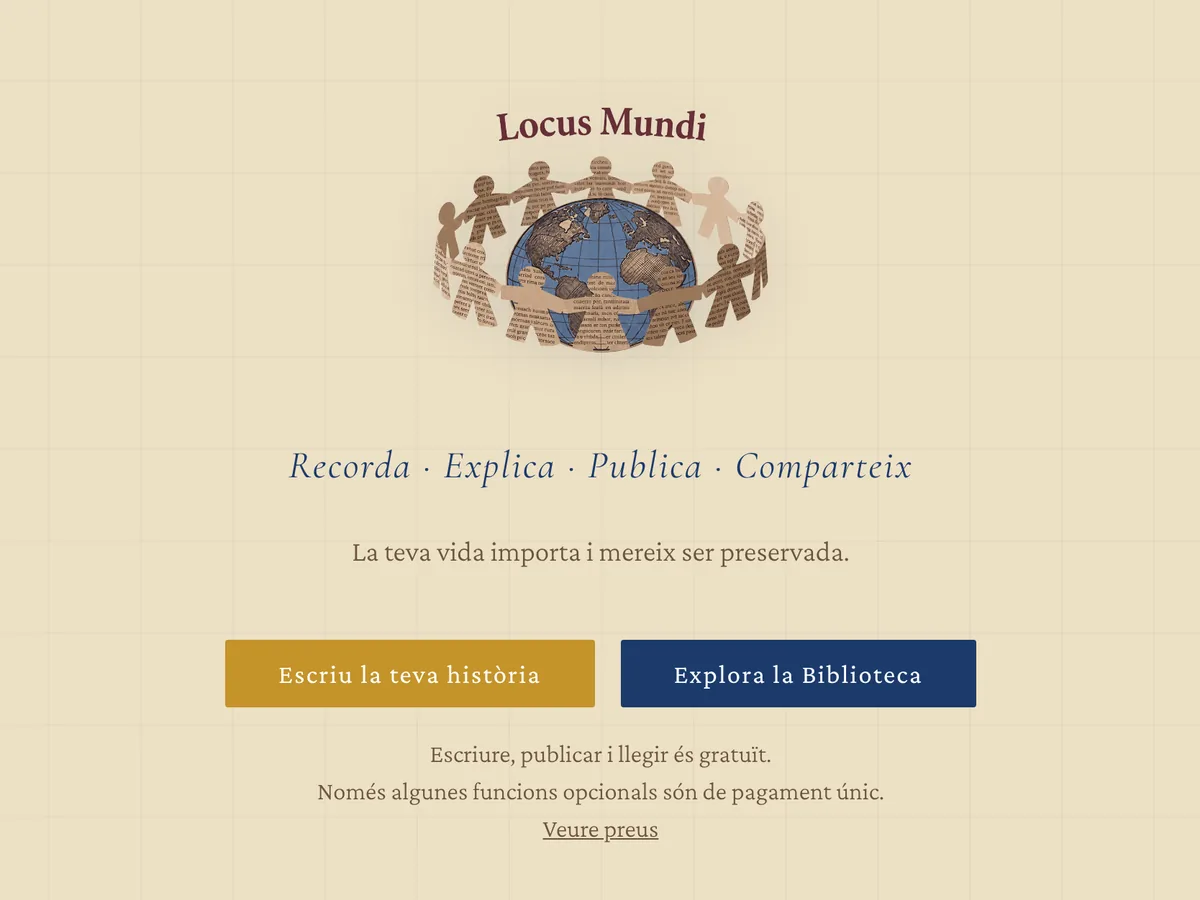 Locus Mundi
Recorda · Explica · Publica · Comparteix
La teva vida importa i mereix ser preservada.
Escriu la teva història
Explora la Biblioteca
Escriure, publicar i llegir és gratuït.
Només algunes funcions opcionals són de pagament únic.
Veure preus